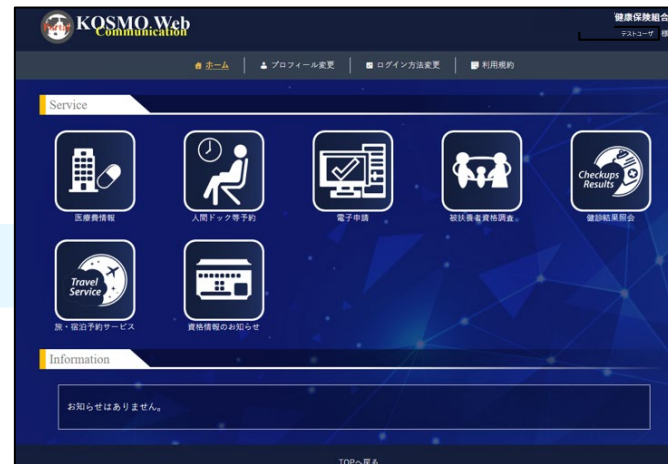 KOSMO Web
Communication
健康保険組合
テストユーザ 様
ホーム
プロフィール変更
ログイン方法変更
利用規約
Service
医療費情報
人間ドック等予約
電子申請
被扶養者資格調査
Checkups
Results
健診結果照会
Travel
Service
旅・宿泊予約サービス
資格情報のお知らせ
Information
お知らせはありません。
TOPへ戻る